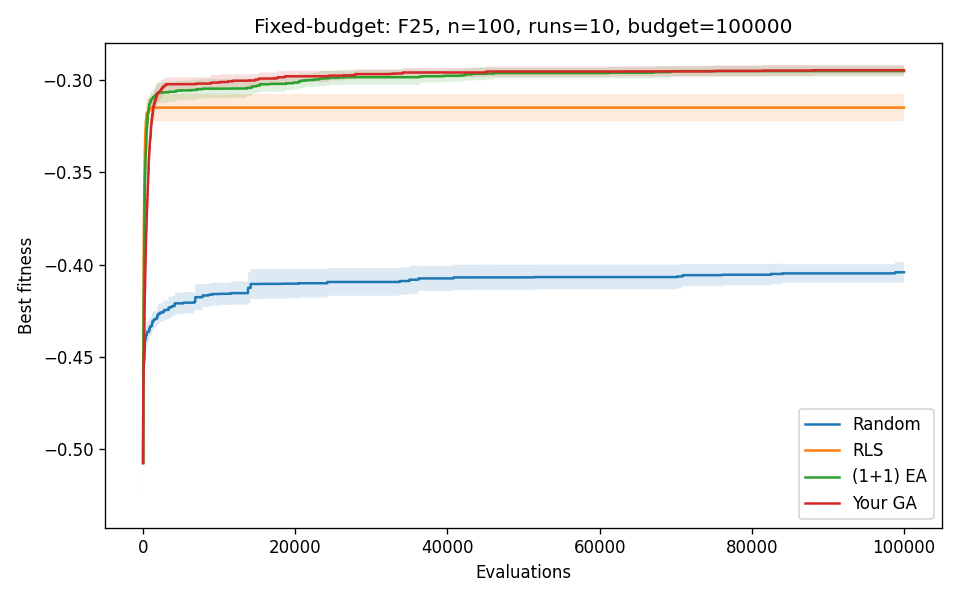 Fixed-budget: F25, n=100, runs=10, budget=100000
Best fitness
−0.30
−0.35
−0.40
−0.45
−0.50
0
20000
40000
60000
80000
100000
Evaluations
Random
RLS
(1+1) EA
Your GA